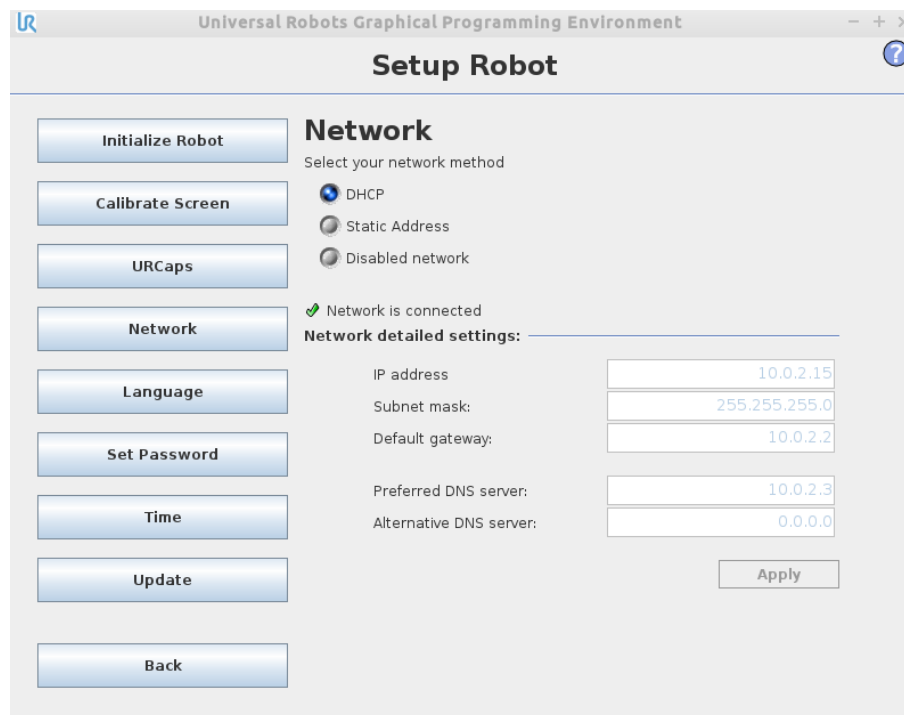 UR Universal Robots Graphical Programming Environment
Setup Robot
?
Initialize Robot
Calibrate Screen
URCaps
Network
Language
Set Password
Time
Update
Back
Network
Select your network method
DHCP
Static Address
Disabled network
Network is connected
Network detailed settings:
IP address 10.0.2.15
Subnet mask: 255.255.255.0
Default gateway: 10.0.2.2
Preferred DNS server: 10.0.2.3
Alternative DNS server: 0.0.0.0
Apply